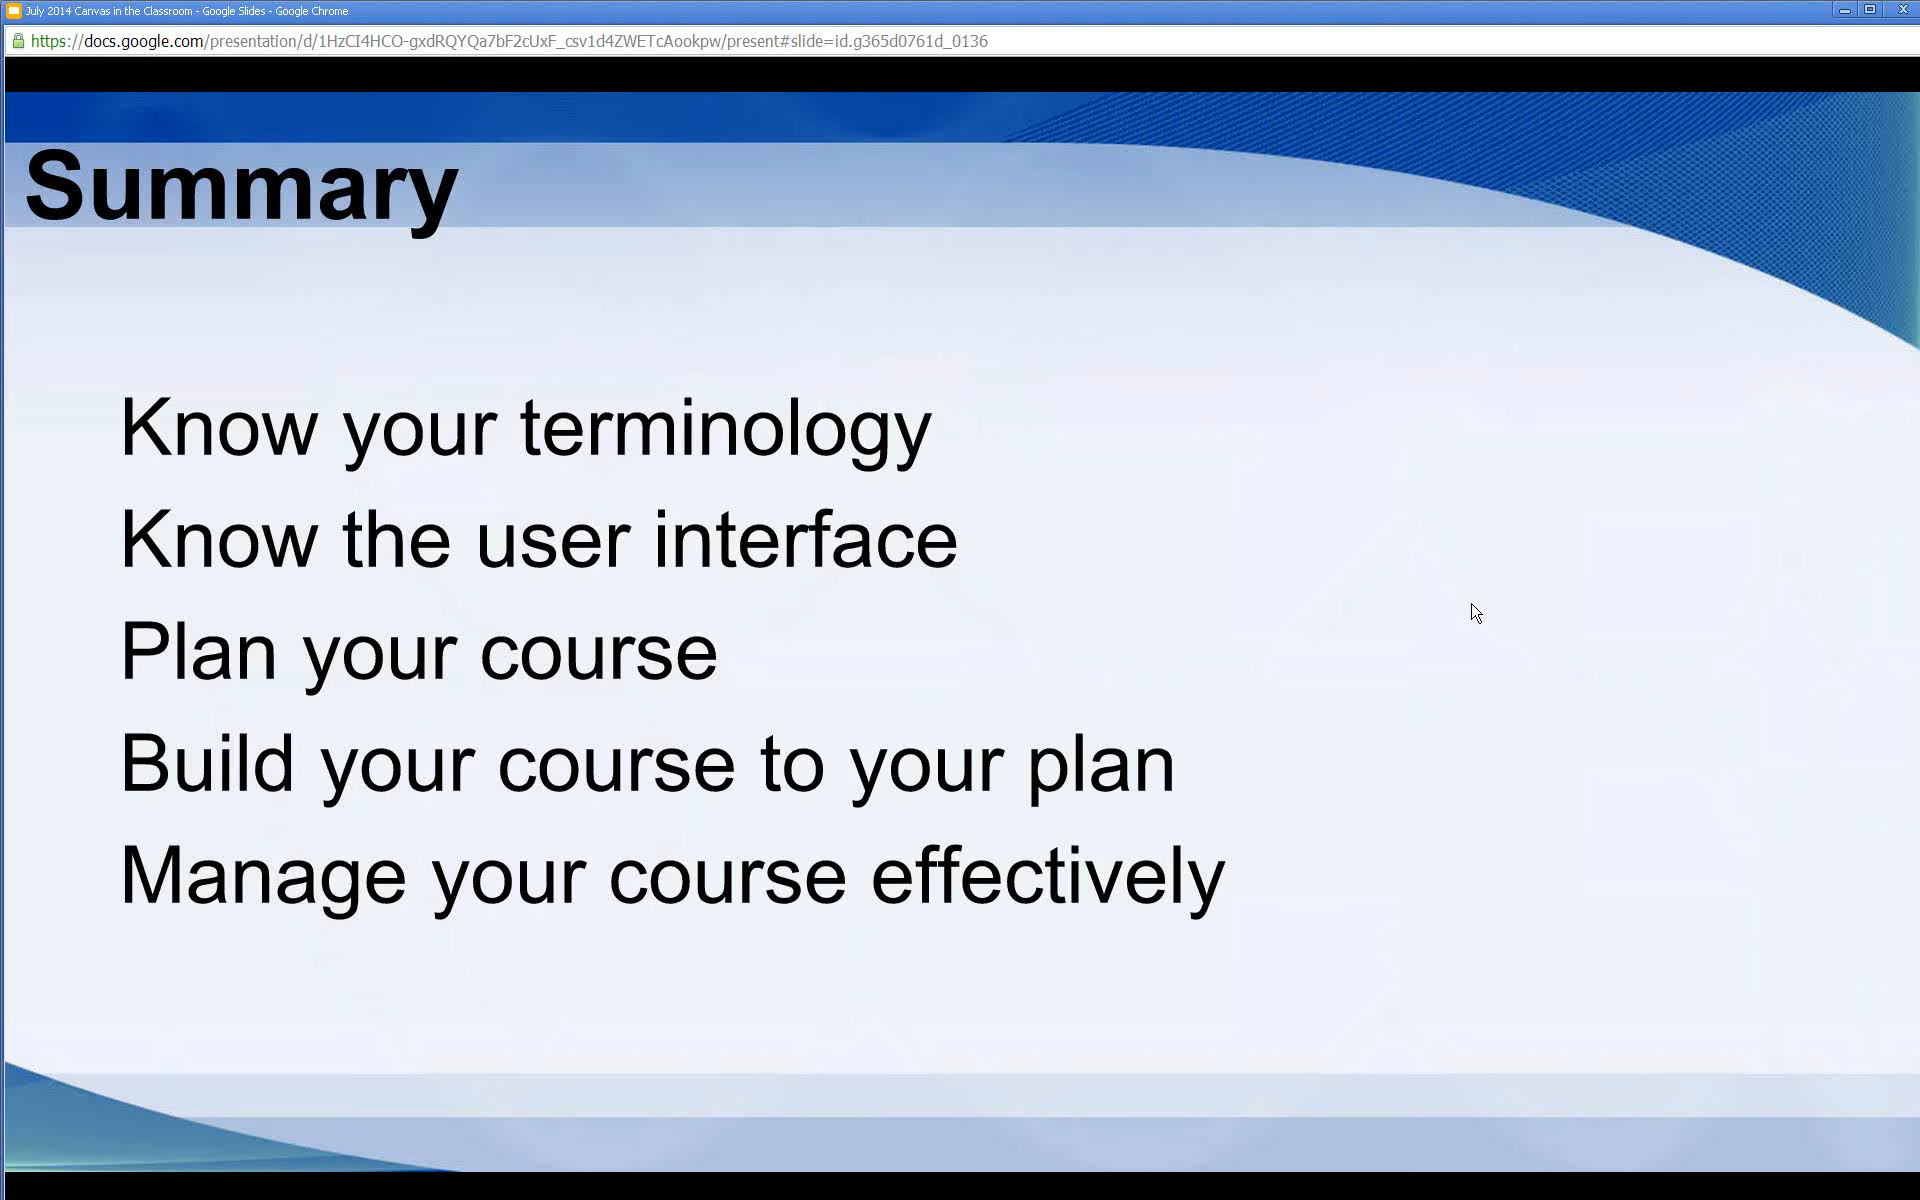 July 2014 Canvas in the Classroom - Google Slides - Google Chrome
https://docs.google.com/presentation/d/1HzCI4HCO-gxdRQYQa7bF2cUxF_csv1d4ZWETcAookpw/present#slide=id.g365d0761d_0136
Summary
Know your terminology
Know the user interface
Plan your course
Build your course to your plan
Manage your course effectively